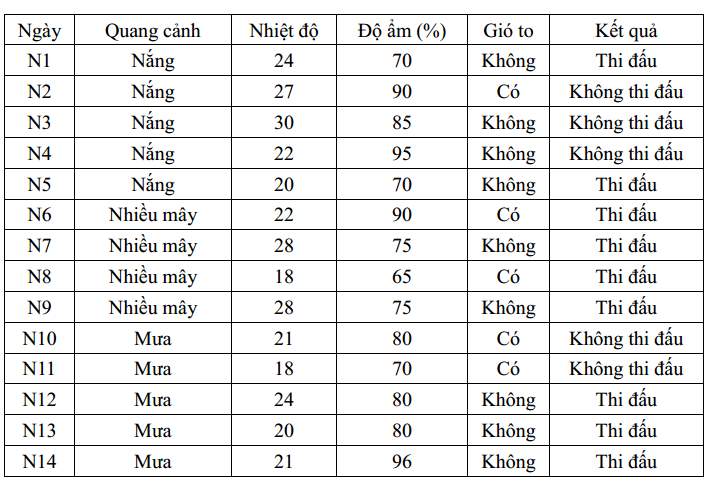 Ngày Quang cảnh Nhiệt độ Độ ẩm (%) Gió to Kết quả
N1 Nắng 24 70 Không Thi đấu
N2 Nắng 27 90 Có Không thi đấu
N3 Nắng 30 85 Không Không thi đấu
N4 Nắng 22 95 Không Không thi đấu
N5 Nắng 20 70 Không Thi đấu
N6 Nhiều mây 22 90 Có Thi đấu
N7 Nhiều mây 28 75 Không Thi đấu
N8 Nhiều mây 18 65 Có Thi đấu
N9 Nhiều mây 28 75 Không Thi đấu
N10 Mưa 21 80 Có Không thi đấu
N11 Mưa 18 70 Có Không thi đấu
N12 Mưa 24 80 Không Thi đấu
N13 Mưa 20 80 Không Thi đấu
N14 Mưa 21 96 Không Thi đấu